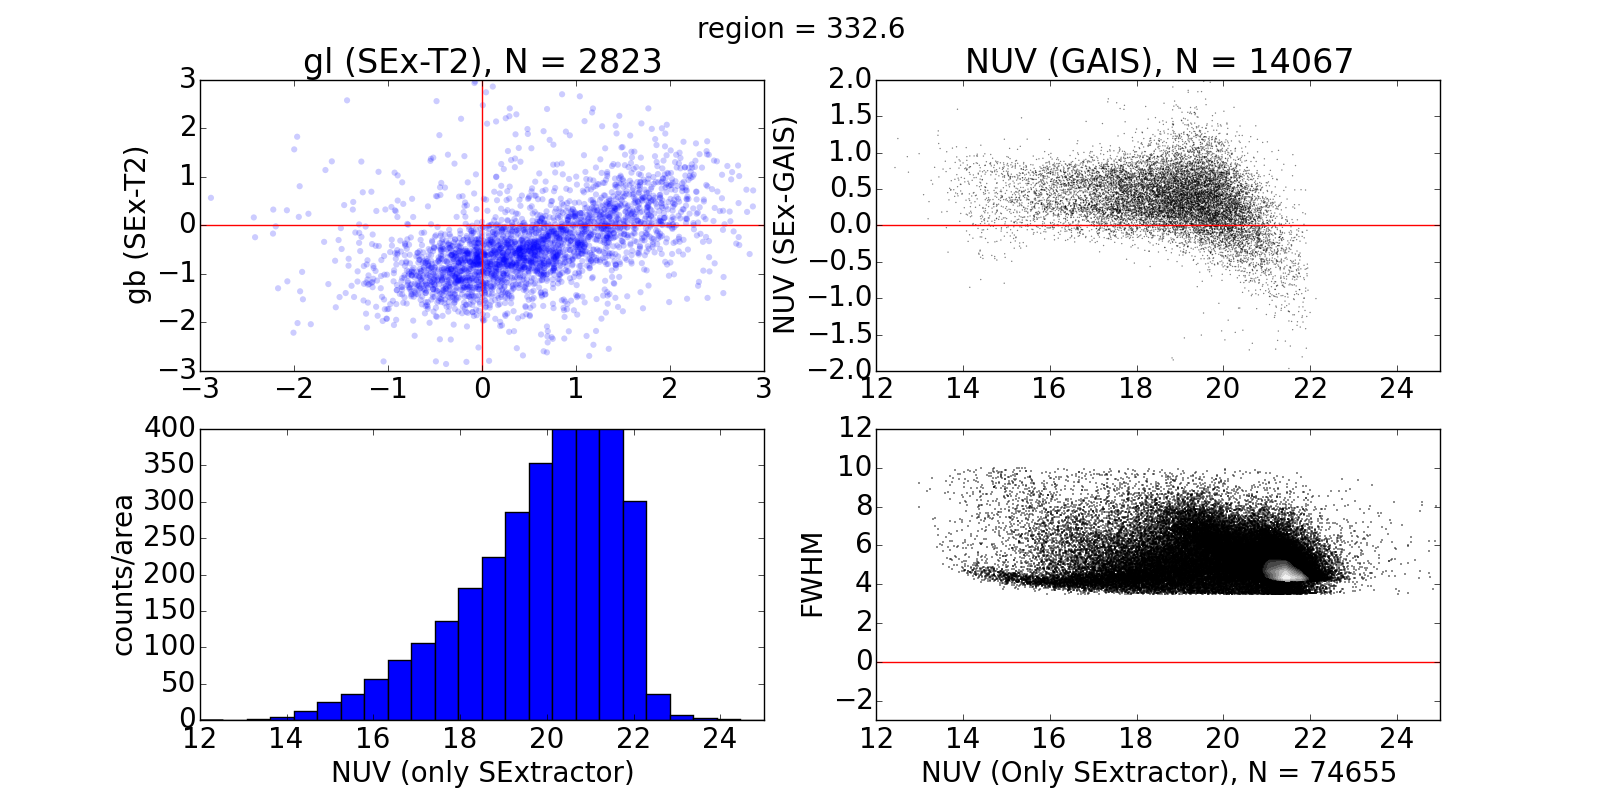 region = 332.6
gl (SEx-T2), N = 2823
3
2
1
0
−1
−2
−3
gb (SEx-T2)
−3 −2 −1 0 1 2 3
NUV (GAIS), N = 14067
2.0
1.5
1.0
0.5
0.0
−0.5
−1.0
−1.5
−2.0
NUV (SEx-GAIS)
12 14 16 18 20 22 24
400
350
300
250
200
150
100
50
0
counts/area
12 14 16 18 20 22 24
NUV (only SExtractor)
12
10
8
6
4
2
0
−2
FWHM
12 14 16 18 20 22 24
NUV (Only SExtractor), N = 74655